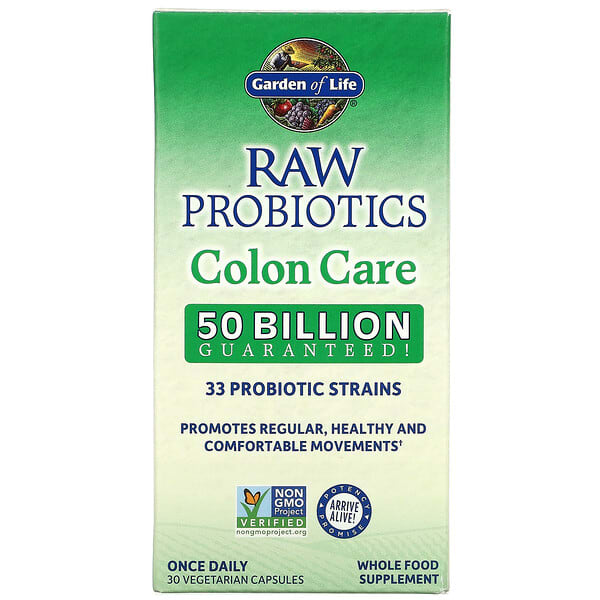 Garden of Life®
RAW
PROBIOTICS
Colon Care
50 BILLION
GUARANTEED!
33 PROBIOTIC STRAINS
PROMOTES REGULAR, HEALTHY AND
COMFORTABLE MOVEMENTS†
NON
GMO
Project
VERIFIED
nongmoproject.org
POTENCY
ARRIVE
ALIVE!
PROMISE
ONCE DAILY
30 VEGETARIAN CAPSULES
WHOLE FOOD
SUPPLEMENT